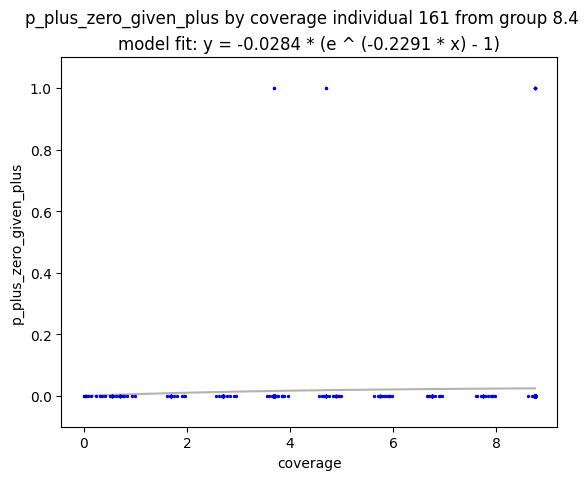 p_plus_zero_given_plus by coverage individual 161 from group 8.4
model fit: y = -0.0284 * (e ^ (-0.2291 * x) - 1)
1.0
0.8
0.6
0.4
0.2
0.0
p_plus_zero_given_plus
0 2 4 6 8
coverage